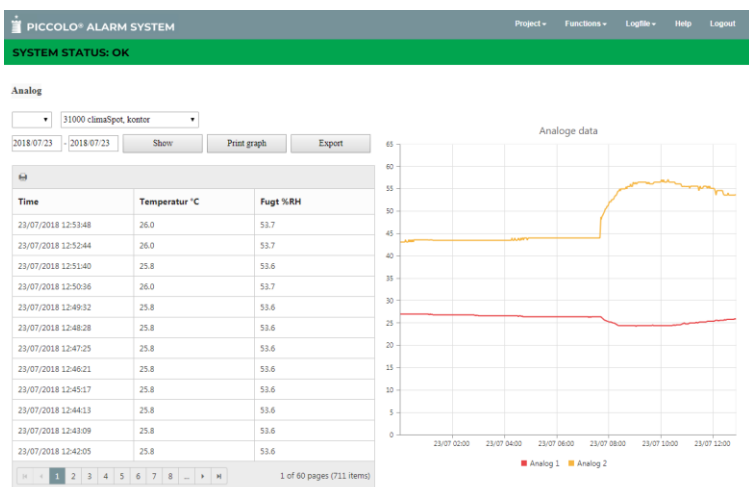 PICCOLO® ALARM SYSTEM
Project Functions Logfile Help Logout
SYSTEM STATUS: OK
Analog
31000 climaSpot, kontor
2018/07/23 - 2018/07/23 Show Print graph Export
Time Temperatur °C Fugt %RH
23/07/2018 12:53:48 26.0 53.7
23/07/2018 12:52:44 26.0 53.7
23/07/2018 12:51:40 25.8 53.6
23/07/2018 12:50:36 26.0 53.7
23/07/2018 12:49:32 25.8 53.6
23/07/2018 12:48:28 25.8 53.6
23/07/2018 12:47:25 25.8 53.6
23/07/2018 12:46:21 25.8 53.6
23/07/2018 12:45:17 25.8 53.6
23/07/2018 12:44:13 25.8 53.6
23/07/2018 12:43:09 25.8 53.6
23/07/2018 12:42:05 25.8 53.6
1 2 3 4 5 6 7 8 ... 1 of 60 pages (711 items)
Analoge data
65
60
55
50
45
40
35
30
25
20
15
10
5
0
23/07 02:00 23/07 04:00 23/07 06:00 23/07 08:00 23/07 10:00 23/07 12:00
Analog 1 Analog 2